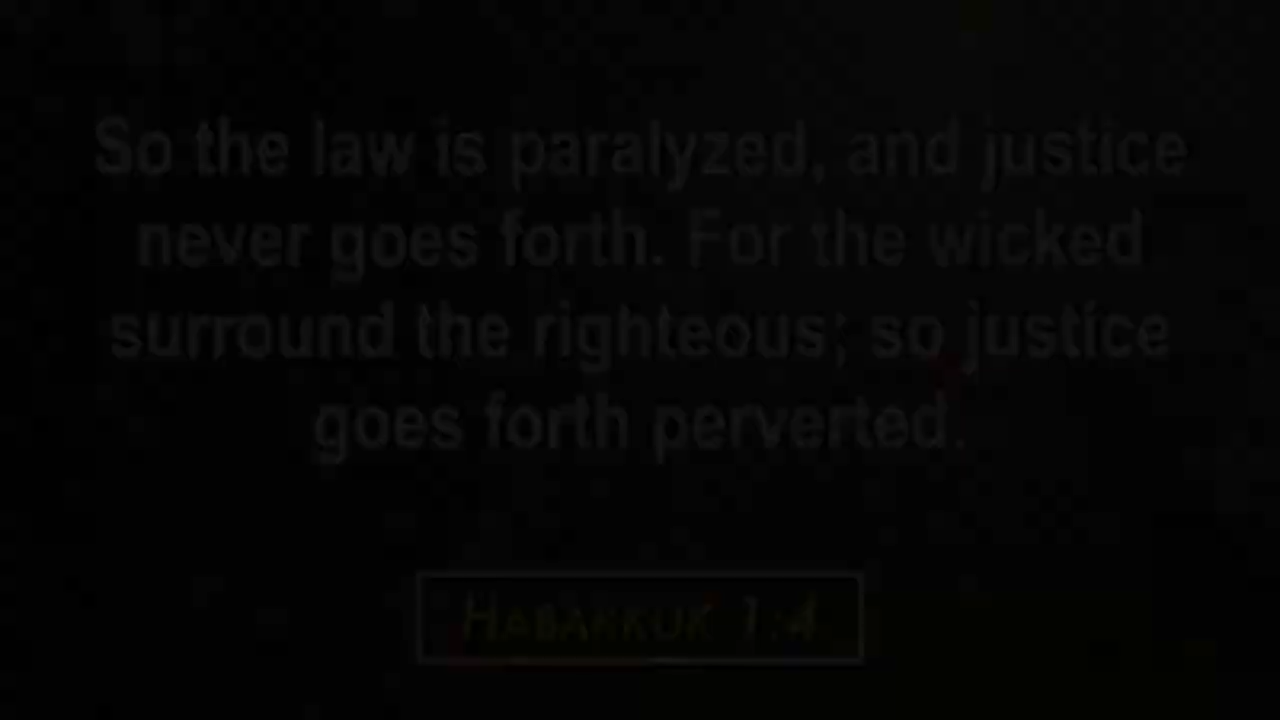 So the law is paralyzed, and justice
never goes forth. For the wicked
surround the righteous; so justice
goes forth perverted.
HABAKKUK 1:4